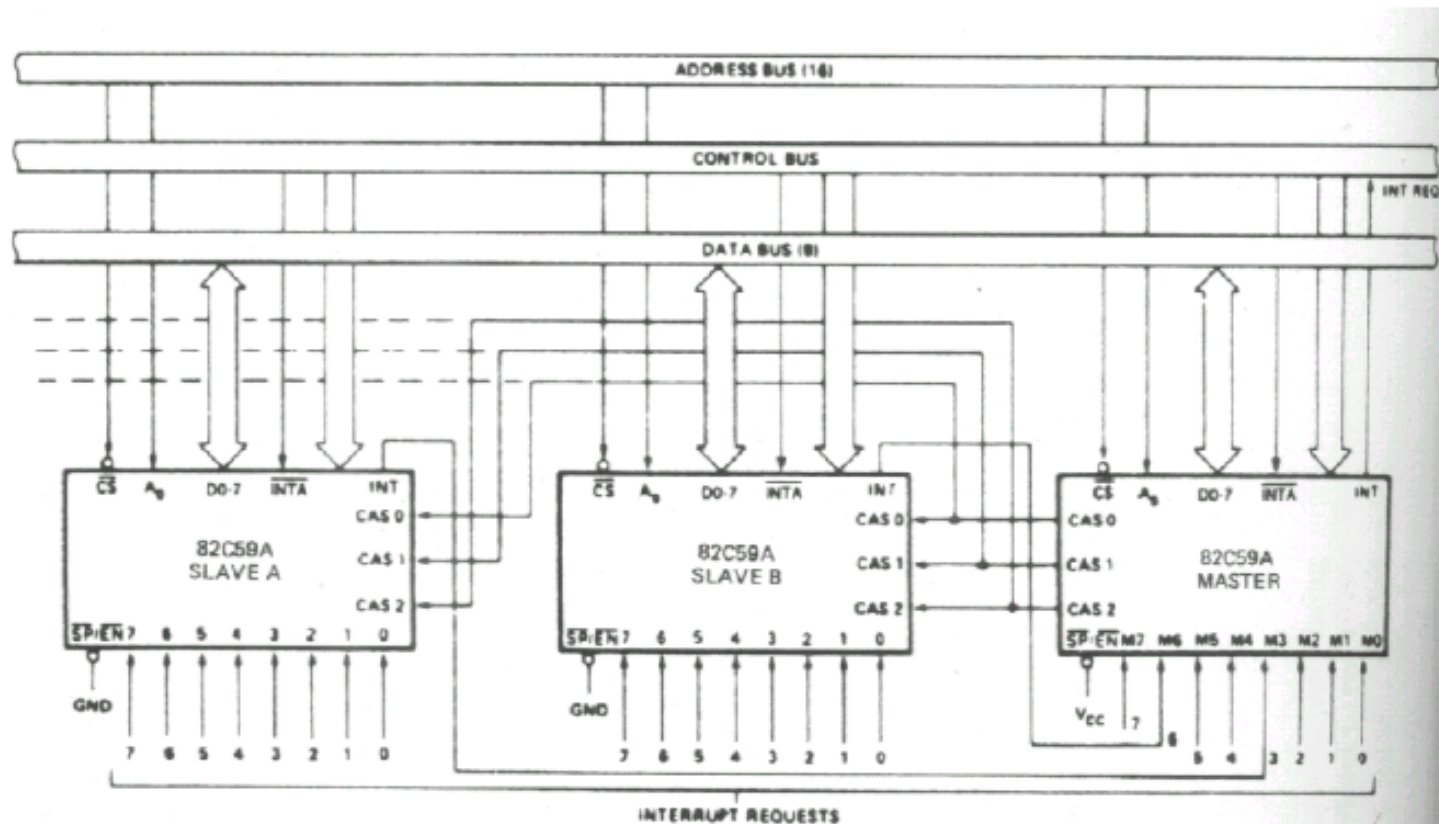 ADDRESS BUS (16)
CONTROL BUS
INT REQ
DATA BUS (8)
CS A0 D0-7 INTA INT
CAS 0
82C59A
SLAVE A
CAS 1
CAS 2
SP/EN 7 6 5 4 3 2 1 0
GND
7 6 5 4 3 2 1 0
CS A0 D0-7 INTA INT
CAS 0
82C59A
SLAVE B
CAS 1
CAS 2
SP/EN 7 6 5 4 3 2 1 0
GND
7 6 5 4 3 2 1 0
CS A0 D0-7 INTA INT
CAS 0
CAS 1
82C59A
MASTER
CAS 2
SP/EN M7 M6 M5 M4 M3 M2 M1 M0
VCC
7 6 5 4 3 2 1 0
INTERRUPT REQUESTS